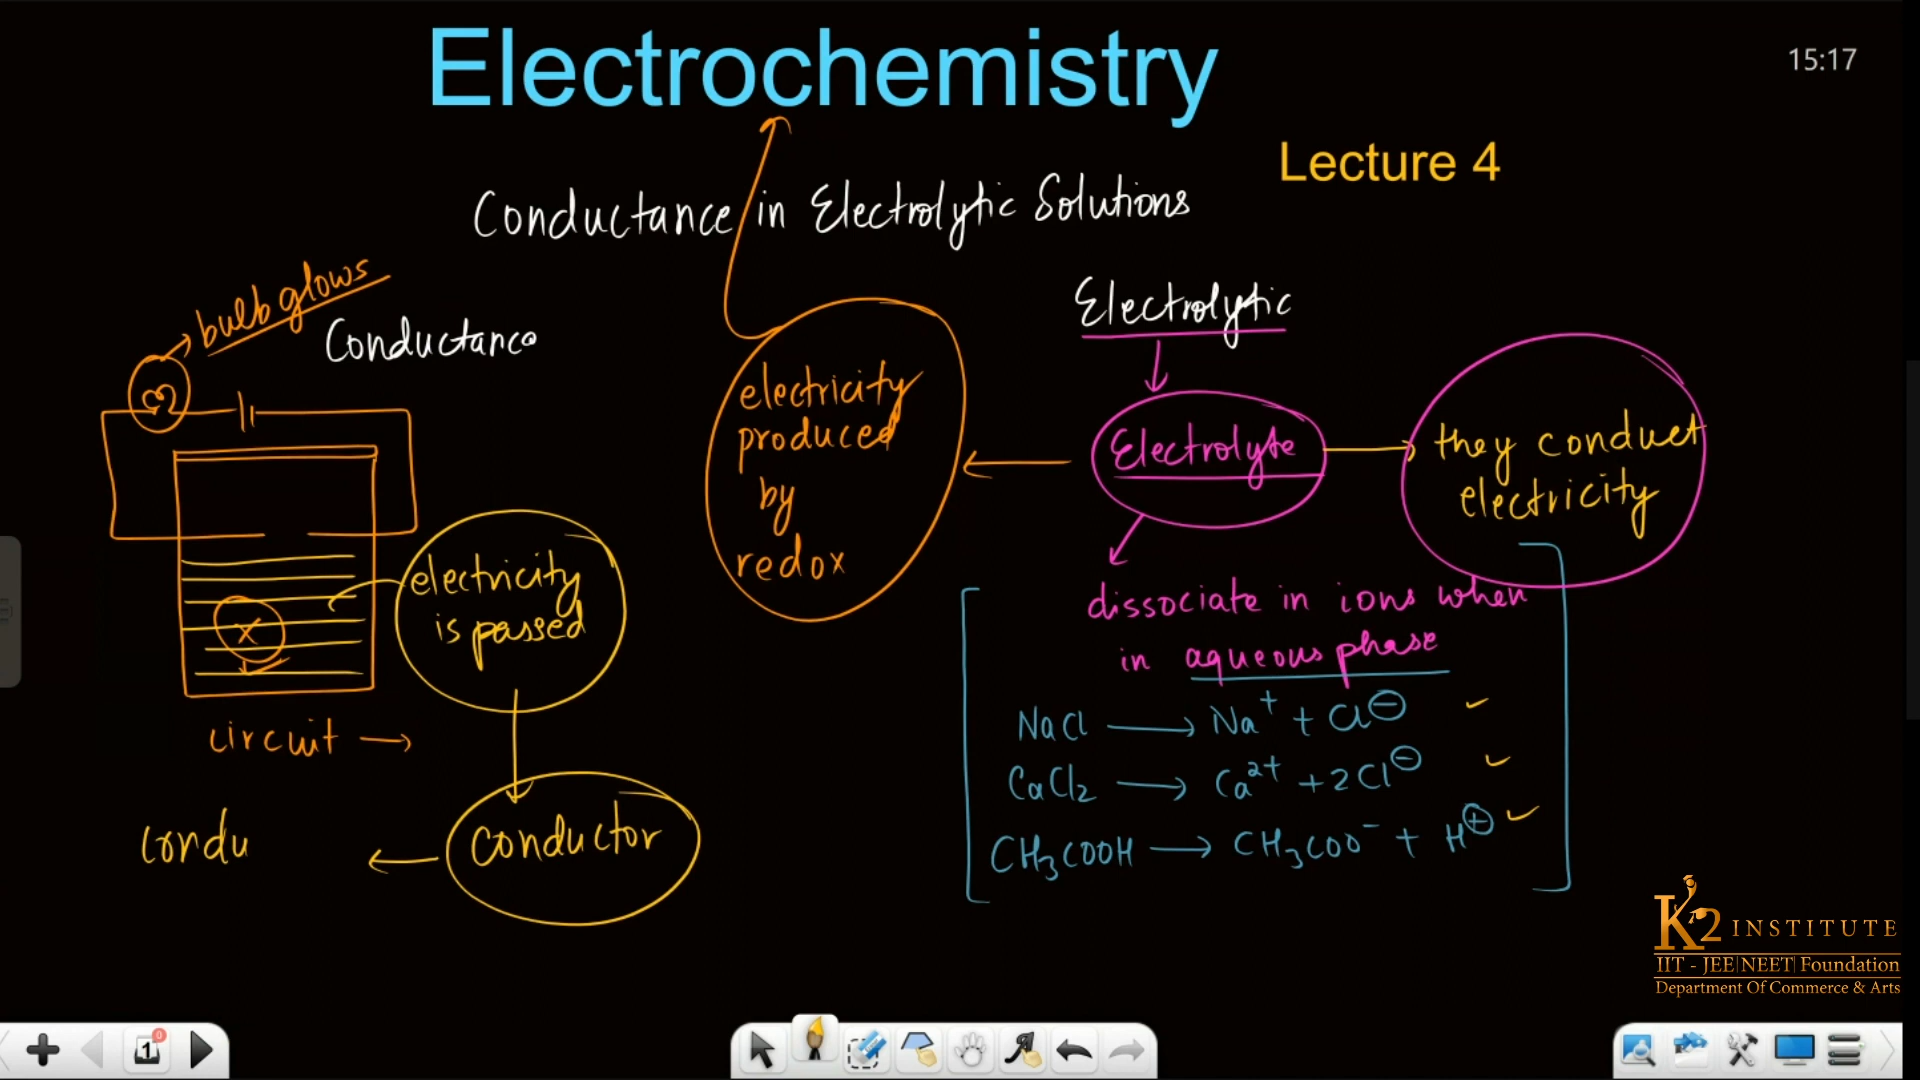 Electrochemistry
15:17
Lecture 4
Conductance in Electrolytic Solutions
bulb glows
Conductance
Electrolytic
electricity
produced
by
redox
Electrolyte
they conduct
electricity
electricity
is passed
x
dissociate in ions when
in aqueous phase
NaCl → Na⁺ + Cl⊖
CaCl₂ → Ca²⁺ + 2Cl⊖
CH₃COOH → CH₃COO⁻ + H⊕
circuit →
condu
conductor
K2 INSTITUTE
IIT - JEE|NEET| Foundation
Department Of Commerce & Arts
1
0